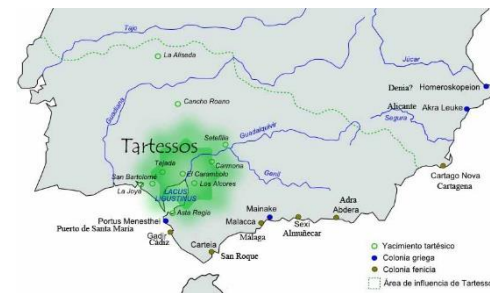 Tajo
La Aliseda
Júcar
Guadiana
Cancho Roano
Denia?
Homeroskopeion
Alicante
Akra Leuke
Segura
Setefilla
Guadalquivir
Tartessos
Tejada
Carmona
San Bartolomé
El Carambolo
Genil
Los Alcores
La Joya
LACUS
LIGUSTINUS
Cartago Nova
Cartagena
Asta Regia
Portus Menesthei
Puerto de Santa María
Mainake
Adra
Abdera
Malacca
Sexi
Gadir
Cádiz
Málaga
Almuñecar
Carteia
San Roque
Yacimiento tartésico
Colonia griega
Colonia fenicia
Área de influencia de Tartesso